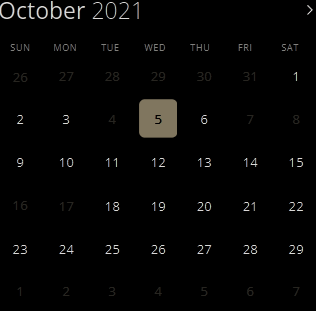 October 2021 >
SUN MON TUE WED THU FRI SAT
26 27 28 29 30 31 1
2 3 4 5 6 7 8
9 10 11 12 13 14 15
16 17 18 19 20 21 22
23 24 25 26 27 28 29
1 2 3 4 5 6 7